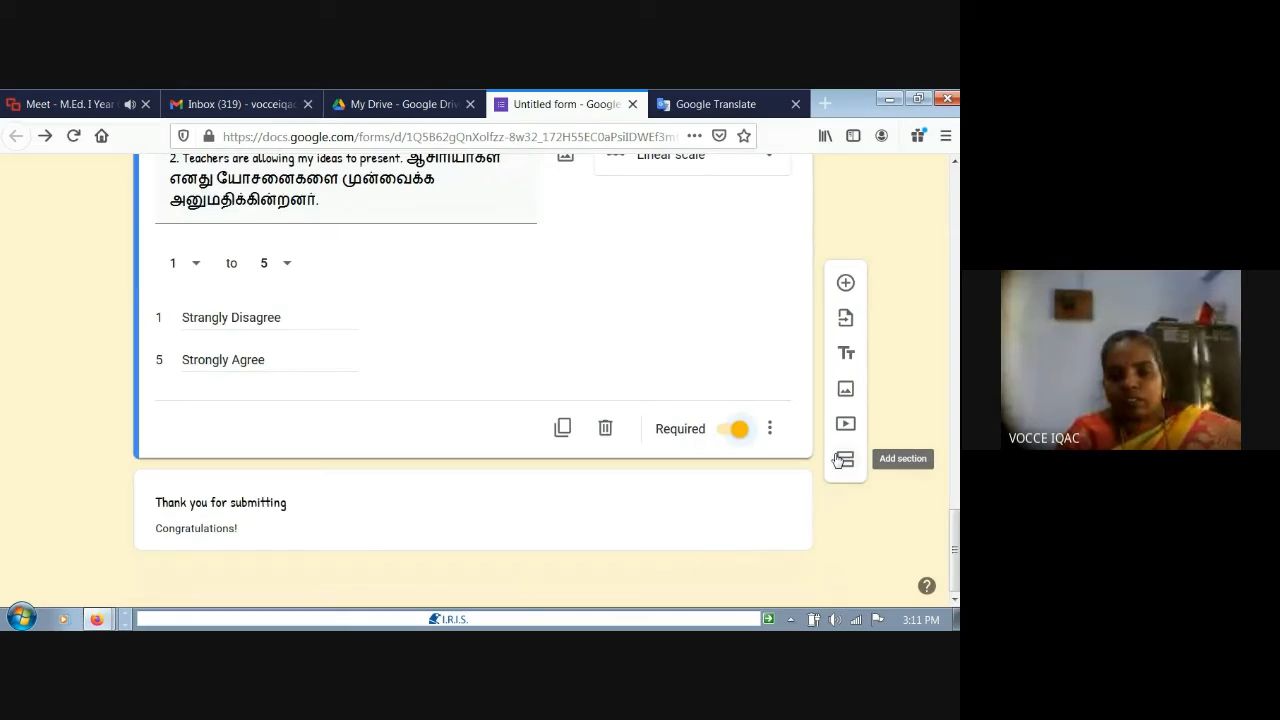 Meet - M.Ed. I Year
Inbox (319) - vocceiqac
My Drive - Google Driv
Untitled form - Google
Google Translate
https://docs.google.com/forms/d/1Q5B62gQnXolfzz-8w32_172H55EC0aPsiIDWEf3m
2. Teachers are allowing my ideas to present. ஆசிரியர்கள்
எனது யோசனைகளை முன்வைக்க
அனுமதிக்கின்றனர்.
Linear scale
1 to 5
1 Strangly Disagree
5 Strongly Agree
Required
Add section
Thank you for submitting
Congratulations!
VOCCE IQAC
I.R.I.S.
3:11 PM